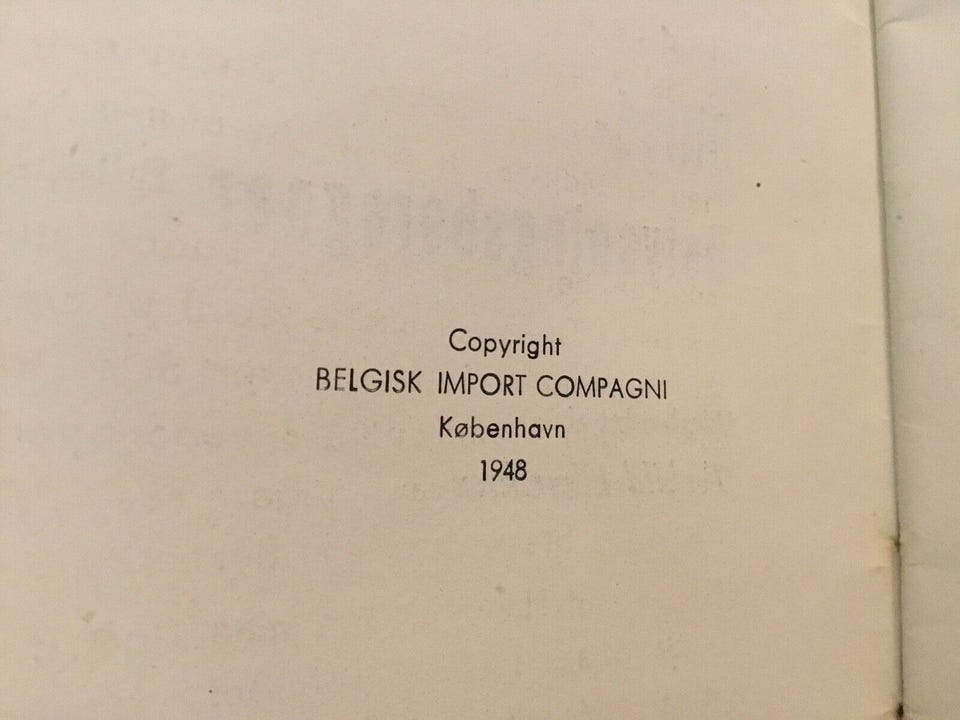 Copyright
BELGISK IMPORT COMPAGNI
København
1948